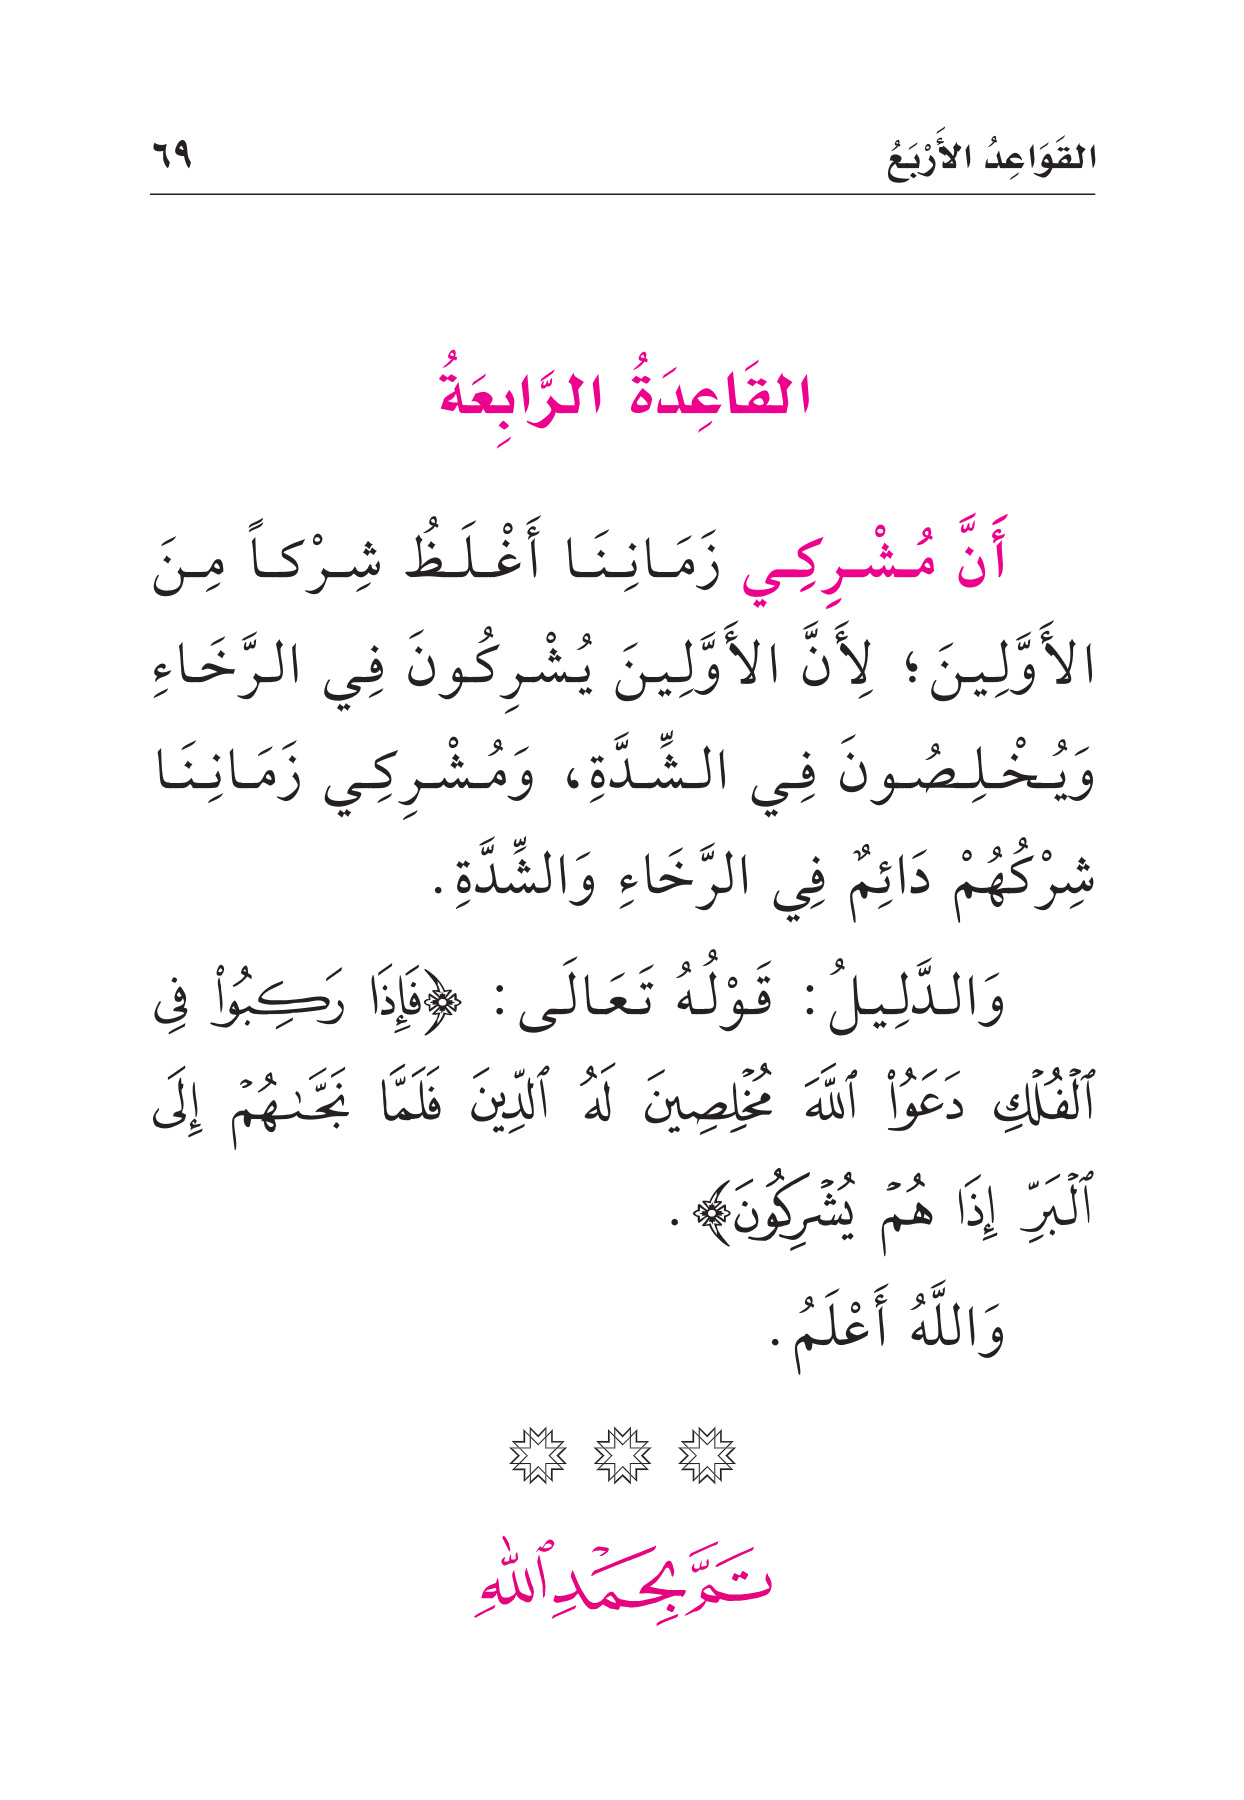 القَوَاعِدُ الأَرْبَعُ ٦٩
القَاعِدَةُ الرَّابِعَةُ
أَنَّ مُشْرِكِي زَمَانِنَا أَغْلَظُ شِرْكاً مِنَ
الأَوَّلِينَ؛ لِأَنَّ الأَوَّلِينَ يُشْرِكُونَ فِي الرَّخَاءِ
وَيُخْلِصُونَ فِي الشِّدَّةِ، وَمُشْرِكِي زَمَانِنَا
شِرْكُهُمْ دَائِمٌ فِي الرَّخَاءِ وَالشِّدَّةِ.
وَالدَّلِيلُ: قَوْلُهُ تَعَالَى: ﴿فَإِذَا رَكِبُواْ فِى
ٱلۡفُلۡكِ دَعَوُاْ ٱللَّهَ مُخۡلِصِينَ لَهُ ٱلدِّينَ فَلَمَّا نَجَّىٰهُمۡ إِلَى
ٱلۡبَرِّ إِذَا هُمۡ يُشۡرِكُونَ﴾.
وَاللَّهُ أَعْلَمُ.
تَمَّ بِحَمۡدِ ٱللهِ